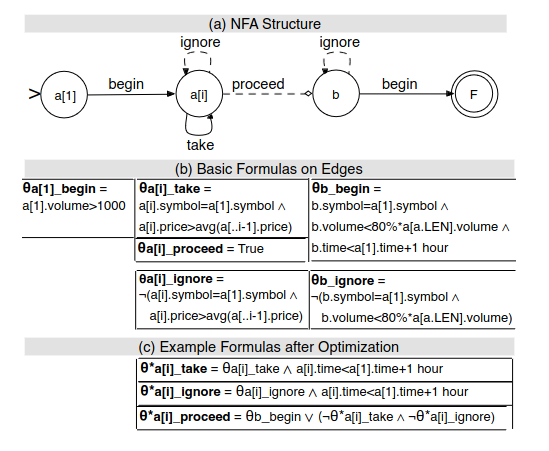 (a) NFA Structure
ignore
ignore
> a[1] begin a[i] proceed b begin F
take
(b) Basic Formulas on Edges
θa[1]_begin =
a[1].volume>1000
θa[i]_take =
a[i].symbol=a[1].symbol ∧
a[i].price>avg(a[..i-1].price)
θa[i]_proceed = True
θb_begin =
b.symbol=a[1].symbol ∧
b.volume<80%*a[a.LEN].volume ∧
b.time<a[1].time+1 hour
θa[i]_ignore =
¬(a[i].symbol=a[1].symbol ∧
a[i].price>avg(a[..i-1].price)
θb_ignore =
¬(b.symbol=a[1].symbol ∧
b.volume<80%*a[a.LEN].volume)
(c) Example Formulas after Optimization
θ*a[i]_take = θa[i]_take ∧ a[i].time<a[1].time+1 hour
θ*a[i]_ignore = θa[i]_ignore ∧ a[i].time<a[1].time+1 hour
θ*a[i]_proceed = θb_begin ∨ (¬θ*a[i]_take ∧ ¬θ*a[i]_ignore)